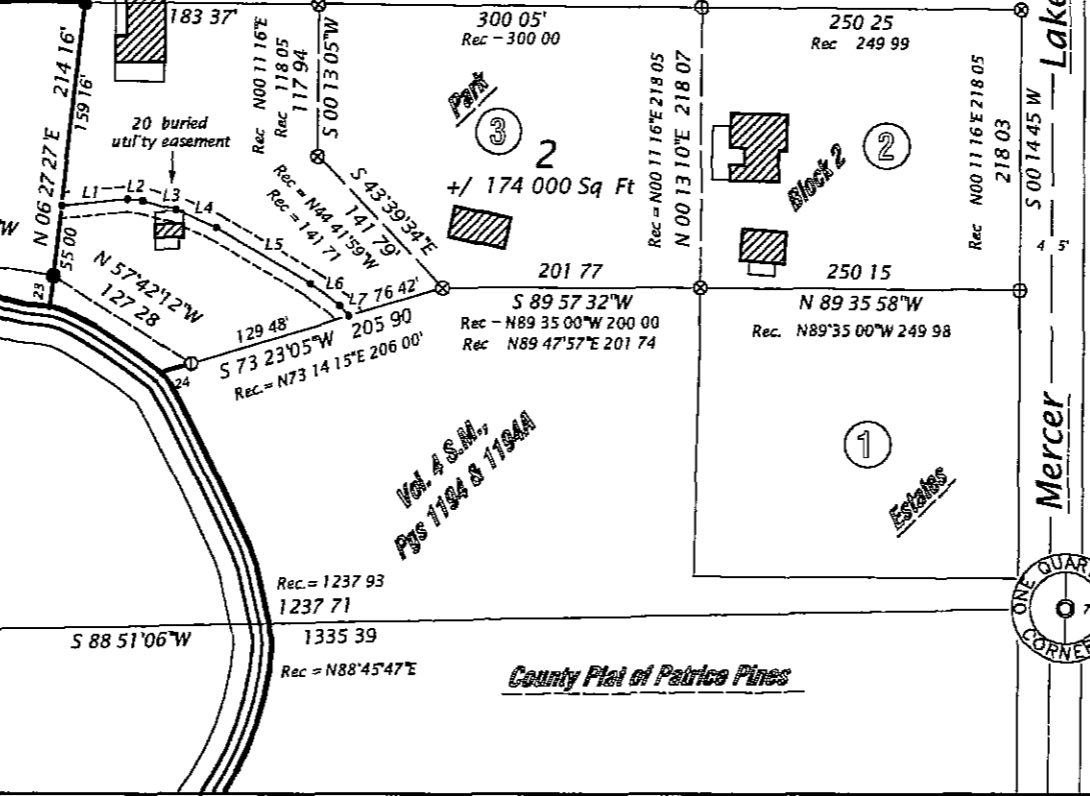 183 37'
300 05'
Rec – 300 00
250 25
Rec 249 99
Lake
N 06 27 27 E 214 16'
159 16'
55 00
20 buried
utility easement
Rec N00 11 16"E
Rec 118 05
117 94
S 00 13 05"W
Park
3
2
+/ 174 000 Sq Ft
Rec = N00 11 16"E 218 05
N 00 13 10"E 218 07
Block 2
2
Rec N00 11 16 E 218 05
218 03
S 00 14 45 W
4 5'
L1
L2
L3
L4
L5
L6
L7
Rec = N44 41'59"W
Rec = 141 71
141 79'
S 43°39'34"E
"W
23
N 57°42'12"W
127 28
129 48'
76 42'
S 73 23'05"W 205 90
Rec. = N73 14 15"E 206 00'
24
201 77
S 89 57 32"W
Rec – N89 35 00"W 200 00
Rec N89 47'57"E 201 74
250 15
N 89 35 58"W
Rec. N89°35 00"W 249 98
Vol. 4 S.M.,
Pgs 1194 & 1194A
1
Estates
Mercer
ONE QUAR
CORNE
7
Rec. = 1237 93
1237 71
S 88 51'06"W
1335 39
Rec = N88°45'47"E
County Plat of Patrice Pines